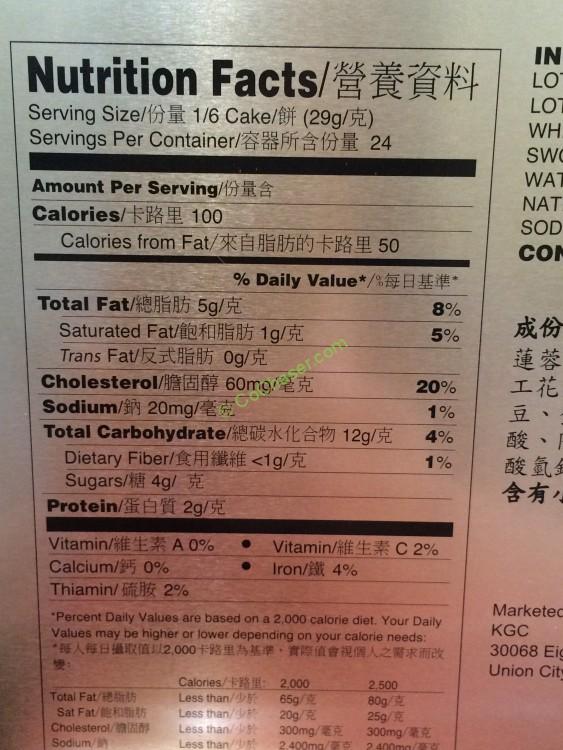 Nutrition Facts/營養資料
Serving Size/份量 1/6 Cake/餅 (29g/克)
Servings Per Container/容器所含份量 24
Amount Per Serving/份量含
Calories/卡路里 100
Calories from Fat/來自脂肪的卡路里 50
% Daily Value*/%每日基準*
Total Fat/總脂肪 5g/克 8%
Saturated Fat/飽和脂肪 1g/克 5%
Trans Fat/反式脂肪 0g/克
Cholesterol/膽固醇 60mg/毫克 20%
Sodium/鈉 20mg/毫克 1%
Total Carbohydrate/總碳水化合物 12g/克 4%
Dietary Fiber/食用纖維 <1g/克 1%
Sugars/糖 4g/ 克
Protein/蛋白質 2g/克
Vitamin/維生素 A 0% • Vitamin/維生素 C 2%
Calcium/鈣 0% • Iron/鐵 4%
Thiamin/ 硫胺 2%
*Percent Daily Values are based on a 2,000 calorie diet. Your Daily
Values may be higher or lower depending on your calorie needs:
*每人每日攝取值以2,000卡路里為基準，實際值會視個人之需求而改
變:
Calories/卡路里: 2,000 2,500
Total Fat/總脂肪 Less than/少於 65g/克 80g/克
Sat Fat/飽和脂肪 Less than/少於 20g/克 25g/克
Cholesterol/膽固醇 Less than/少於 300mg/毫克 300mg/毫克
Sodium/鈉 Less than/少於 2,400mg/毫克 2,400mg/毫克
IN
LOT
LOT
WH
SWO
WAT
NAT
SOD
CON
成份
蓮蓉
工花
豆、
酸、
酸氫
含有小
Marketed
KGC
30068 Eig
Union City
CostChaser.com